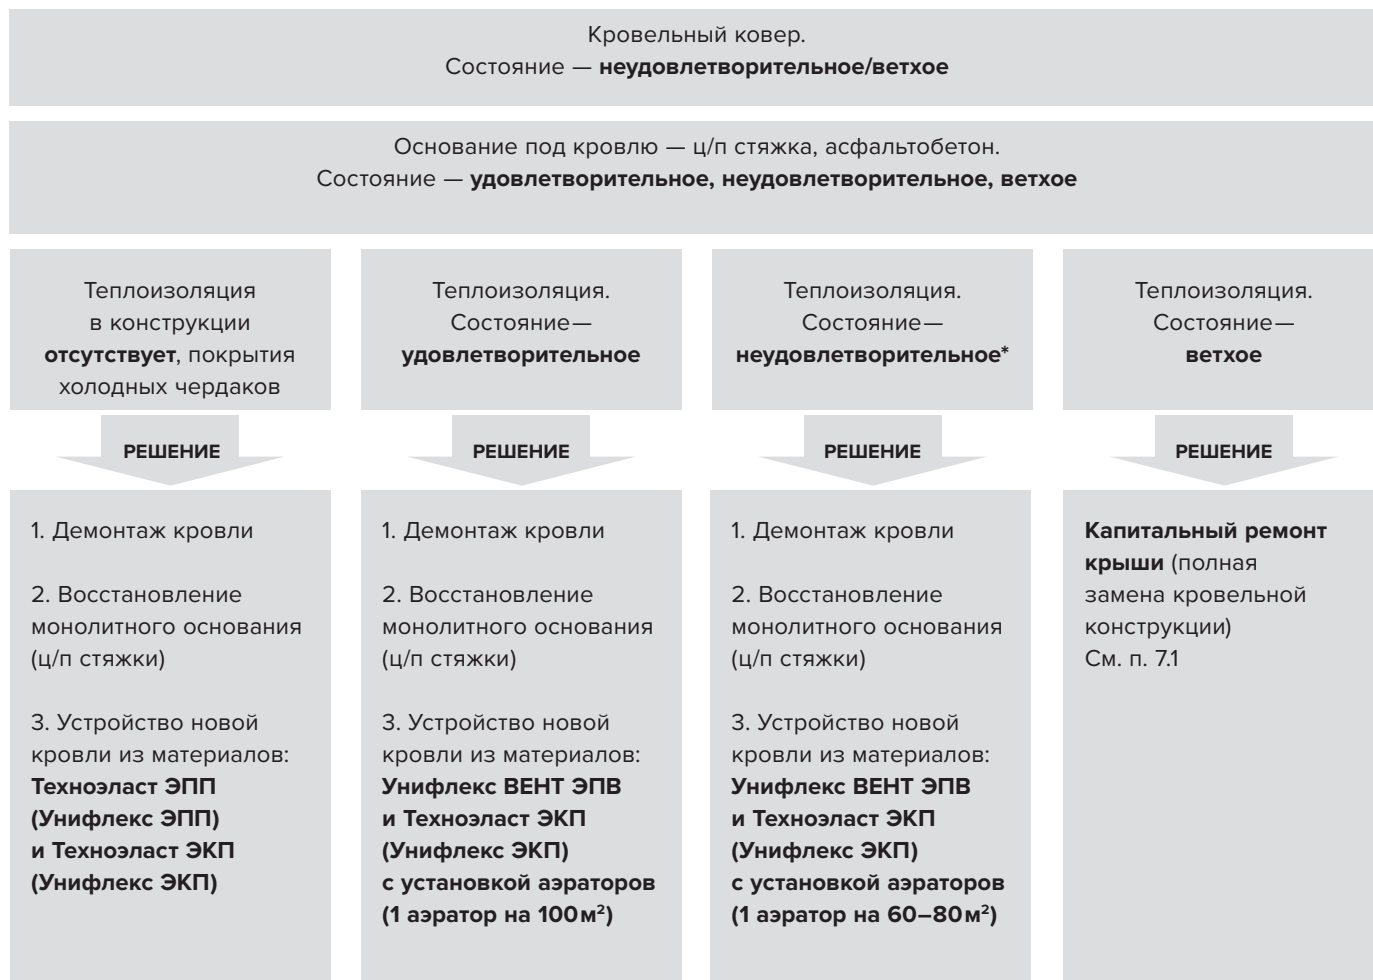 Кровельный ковер.
Состояние — неудовлетворительное/ветхое
Основание под кровлю — ц/п стяжка, асфальтобетон.
Состояние — удовлетворительное, неудовлетворительное, ветхое
Теплоизоляция
в конструкции
отсутствует, покрытия
холодных чердаков
РЕШЕНИЕ
1. Демонтаж кровли
2. Восстановление
монолитного основания
(ц/п стяжки)
3. Устройство новой
кровли из материалов:
Техноэласт ЭПП
(Унифлекс ЭПП)
и Техноэласт ЭКП
(Унифлекс ЭКП)
Теплоизоляция.
Состояние—
удовлетворительное
РЕШЕНИЕ
1. Демонтаж кровли
2. Восстановление
монолитного основания
(ц/п стяжки)
3. Устройство новой
кровли из материалов:
Унифлекс ВЕНТ ЭПВ
и Техноэласт ЭКП
(Унифлекс ЭКП)
с установкой аэраторов
(1 аэратор на 100 м²)
Теплоизоляция.
Состояние—
неудовлетворительное*
РЕШЕНИЕ
1. Демонтаж кровли
2. Восстановление
монолитного основания
(ц/п стяжки)
3. Устройство новой
кровли из материалов:
Унифлекс ВЕНТ ЭПВ
и Техноэласт ЭКП
(Унифлекс ЭКП)
с установкой аэраторов
(1 аэратор на 60–80 м²)
Теплоизоляция.
Состояние—
ветхое
РЕШЕНИЕ
Капитальный ремонт
крыши (полная
замена кровельной
конструкции)
См. п. 7.1